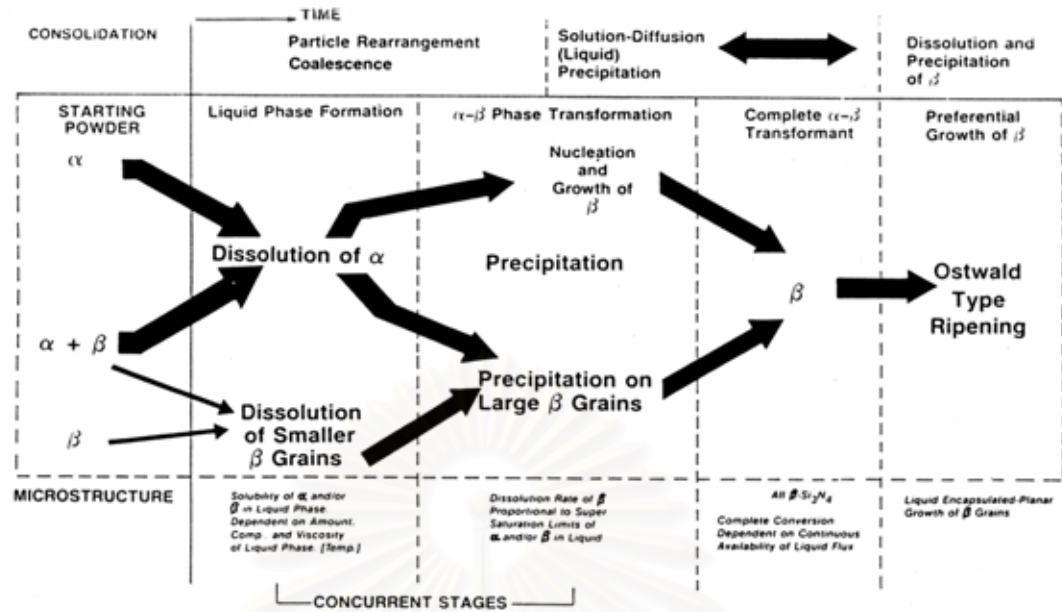 TIME
CONSOLIDATION
Particle Rearrangement
Coalescence
Solution-Diffusion
(Liquid)
Precipitation
Dissolution and
Precipitation
of β
STARTING
POWDER
Liquid Phase Formation
α-β Phase Transformation
Complete α-β
Transformant
Preferential
Growth of β
α
Nucleation
and
Growth of
β
Dissolution of α
Precipitation
β
Ostwald
Type
Ripening
α + β
Precipitation on
Large β Grains
Dissolution
of Smaller
β Grains
β
MICROSTRUCTURE
Solubility of α and/or
β in Liquid Phase.
Dependent on Amount,
Comp. and Viscosity
of Liquid Phase. [Temp.]
Dissolution Rate of β
Proportional to Super
Saturation Limits of
α and/or β in Liquid
All β-Si₃N₄
Complete Conversion
Dependent on Continuous
Availability of Liquid Flux
Liquid Encapsulated-Planar
Growth of β Grains
CONCURRENT STAGES